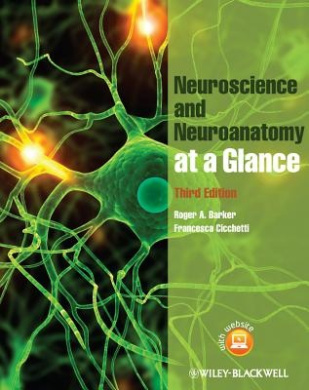 Neuroscience
and
Neuroanatomy
at a Glance
Third Edition
Roger A. Barker
Francesca Cicchetti
with website
WILEY-BLACKWELL